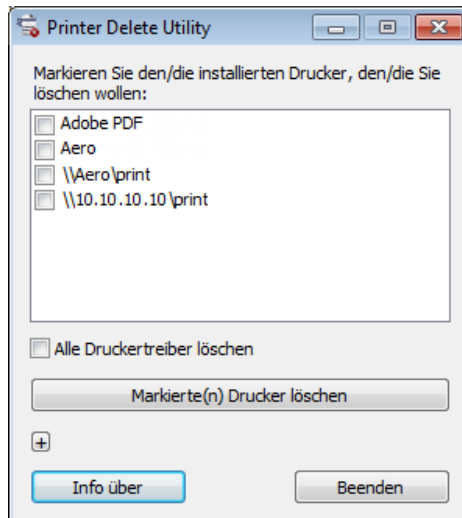 Printer Delete Utility
Markieren Sie den/die installierten Drucker, den/die Sie
löschen wollen:
Adobe PDF
Aero
\\Aero\print
\\10.10.10.10\print
Alle Druckertreiber löschen
Markierte(n) Drucker löschen
Info über
Beenden